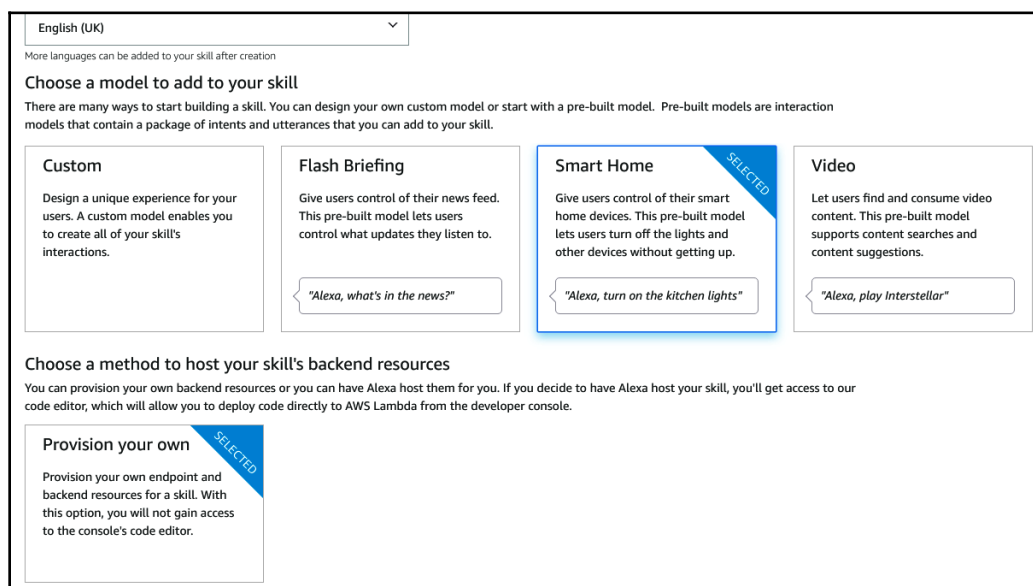 English (UK)
More languages can be added to your skill after creation
Choose a model to add to your skill
There are many ways to start building a skill. You can design your own custom model or start with a pre-built model.  Pre-built models are interaction
models that contain a package of intents and utterances that you can add to your skill.
Custom
Design a unique experience for your
users. A custom model enables you
to create all of your skill's
interactions.
Flash Briefing
Give users control of their news feed.
This pre-built model lets users
control what updates they listen to.
"Alexa, what's in the news?"
Smart Home
SELECTED
Give users control of their smart
home devices. This pre-built model
lets users turn off the lights and
other devices without getting up.
"Alexa, turn on the kitchen lights"
Video
Let users find and consume video
content. This pre-built model
supports content searches and
content suggestions.
"Alexa, play Interstellar"
Choose a method to host your skill's backend resources
You can provision your own backend resources or you can have Alexa host them for you. If you decide to have Alexa host your skill, you'll get access to our
code editor, which will allow you to deploy code directly to AWS Lambda from the developer console.
Provision your own
SELECTED
Provision your own endpoint and
backend resources for a skill. With
this option, you will not gain access
to the console's code editor.